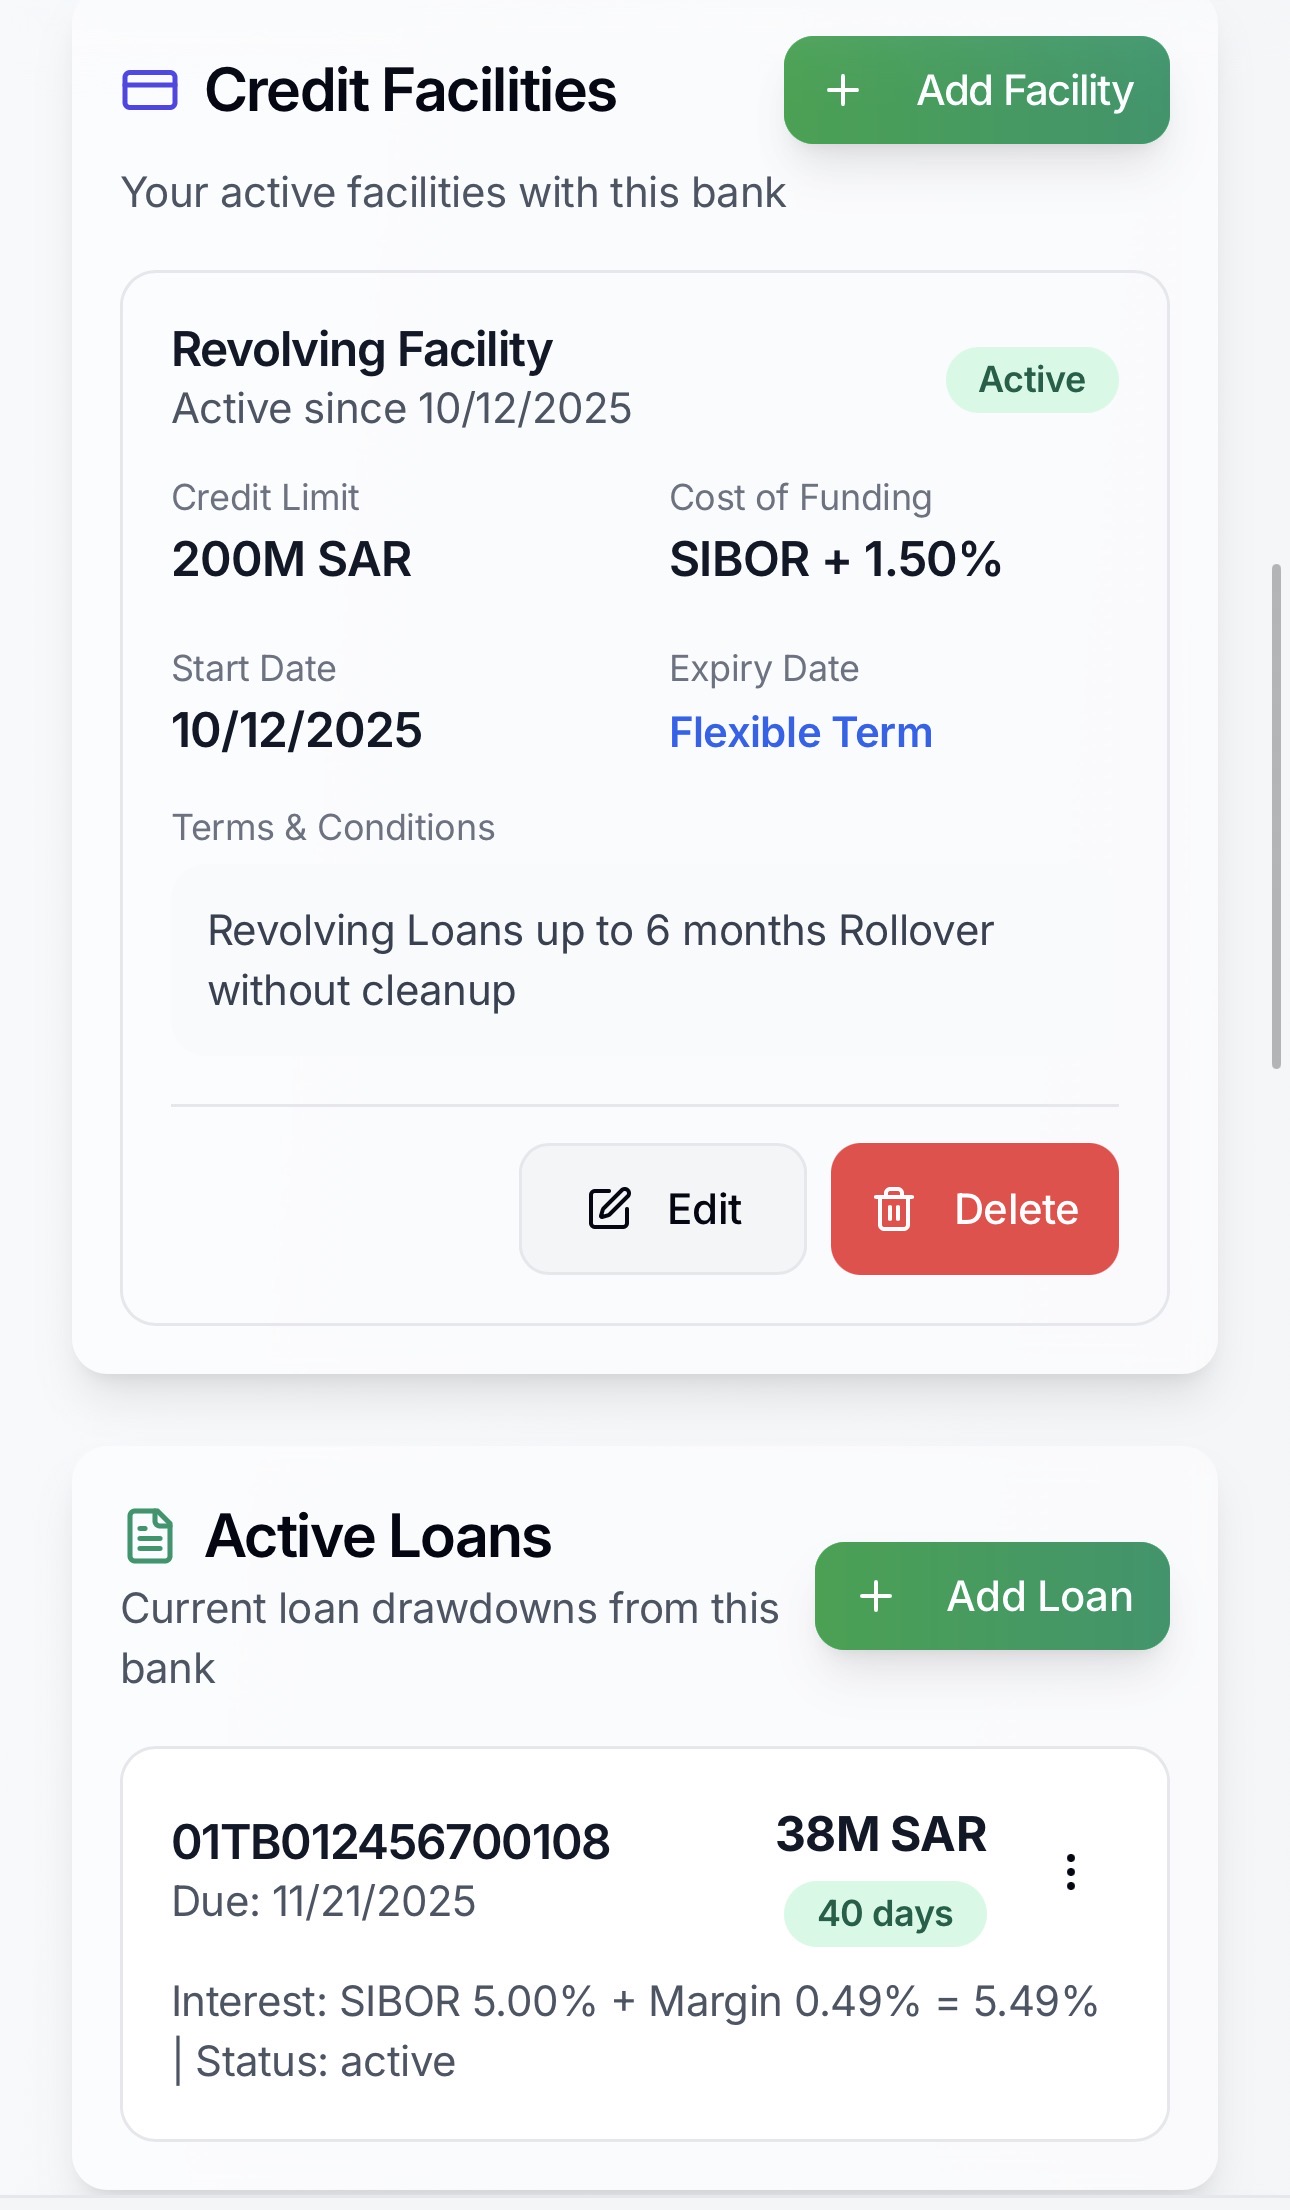 Credit Facilities
Add Facility
Your active facilities with this bank
Revolving Facility
Active since 10/12/2025
Active
Credit Limit
Cost of Funding
200M SAR
SIBOR + 1.50%
Start Date
Expiry Date
10/12/2025
Flexible Term
Terms & Conditions
Revolving Loans up to 6 months Rollover
without cleanup
Edit
Delete
Active Loans
Current loan drawdowns from this
bank
Add Loan
01TB012456700108
38M SAR
Due: 11/21/2025
40 days
Interest: SIBOR 5.00% + Margin 0.49% = 5.49%
| Status: active